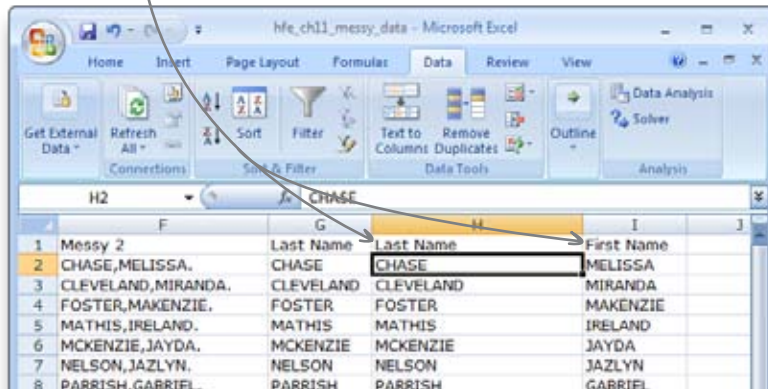 hfe_ch11_messy_data - Microsoft Excel
Home Insert Page Layout Formulas Data Review View
Get External Data
Refresh All
Connections
Sort
Filter
Sort & Filter
Text to Columns
Remove Duplicates
Data Tools
Outline
Data Analysis
Solver
Analysis
H2 fx CHASE
F G H I J
1 Messy 2 Last Name Last Name First Name
2 CHASE,MELISSA. CHASE CHASE MELISSA
3 CLEVELAND,MIRANDA. CLEVELAND CLEVELAND MIRANDA
4 FOSTER,MAKENZIE. FOSTER FOSTER MAKENZIE
5 MATHIS,IRELAND. MATHIS MATHIS IRELAND
6 MCKENZIE,JAYDA. MCKENZIE MCKENZIE JAYDA
7 NELSON,JAZLYN. NELSON NELSON JAZLYN
8 PARRISH,GABRIEL. PARRISH PARRISH GABRIEL